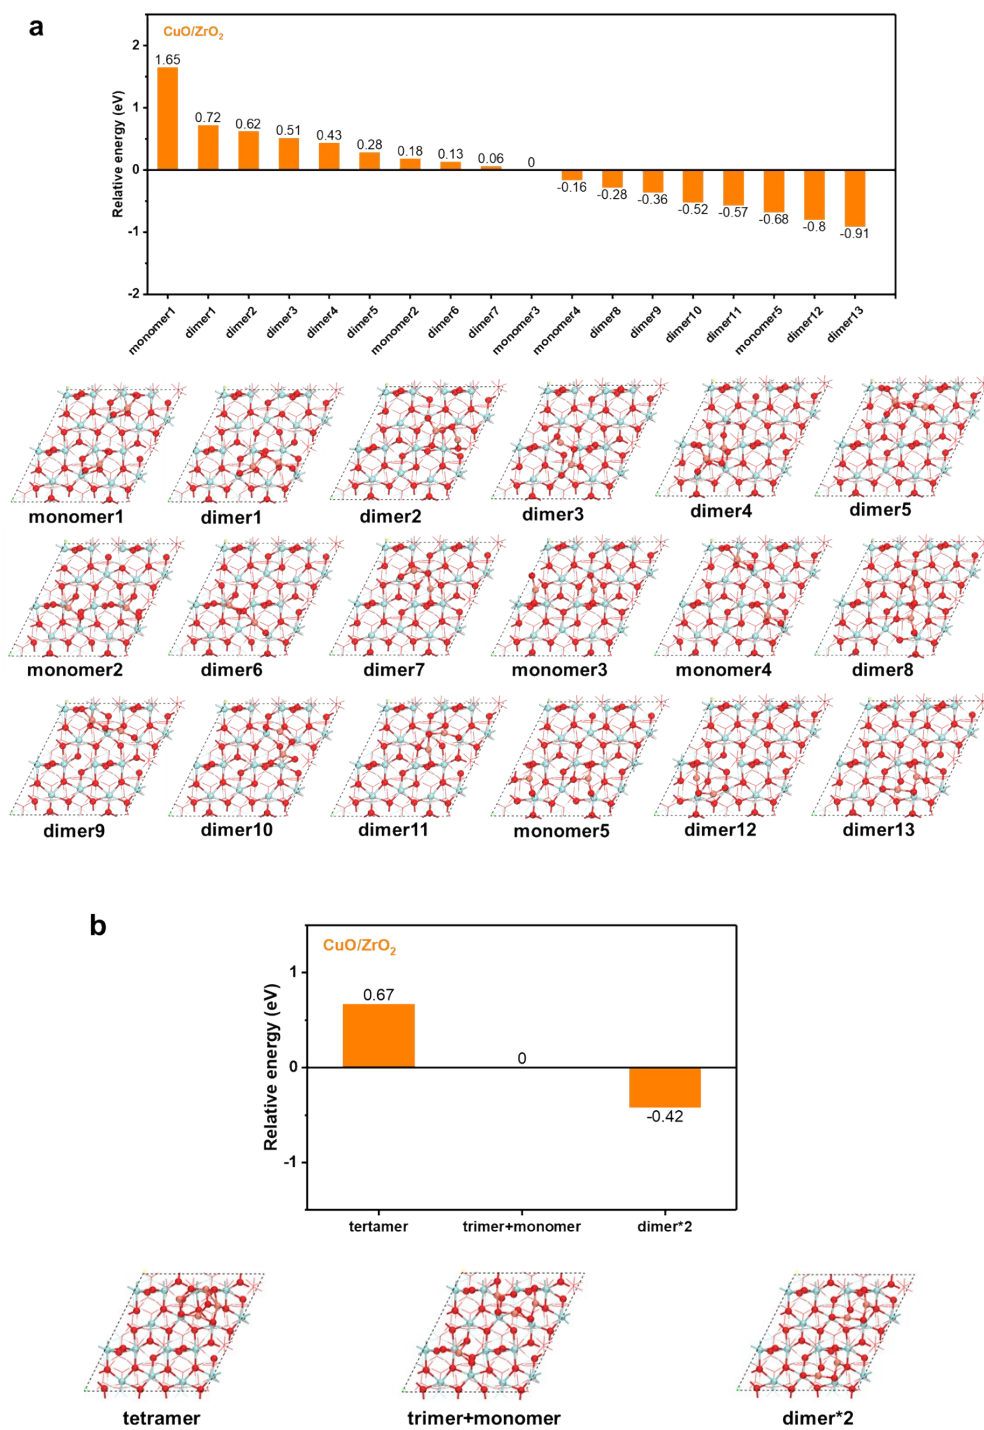 a
CuO/ZrO2
Relative energy (eV)
2
1
0
-1
-2
1.65
0.72
0.62
0.51
0.43
0.28
0.18
0.13
0.06
0
-0.16
-0.28
-0.36
-0.52
-0.57
-0.68
-0.8
-0.91
monomer1
dimer1
dimer2
dimer3
dimer4
dimer5
monomer2
dimer6
dimer7
monomer3
monomer4
dimer8
dimer9
dimer10
dimer11
monomer5
dimer12
dimer13
monomer1 dimer1 dimer2 dimer3 dimer4 dimer5
monomer2 dimer6 dimer7 monomer3 monomer4 dimer8
dimer9 dimer10 dimer11 monomer5 dimer12 dimer13
b
CuO/ZrO2
Relative energy (eV)
1
0
-1
0.67
0
-0.42
tertamer trimer+monomer dimer*2
tetramer trimer+monomer dimer*2